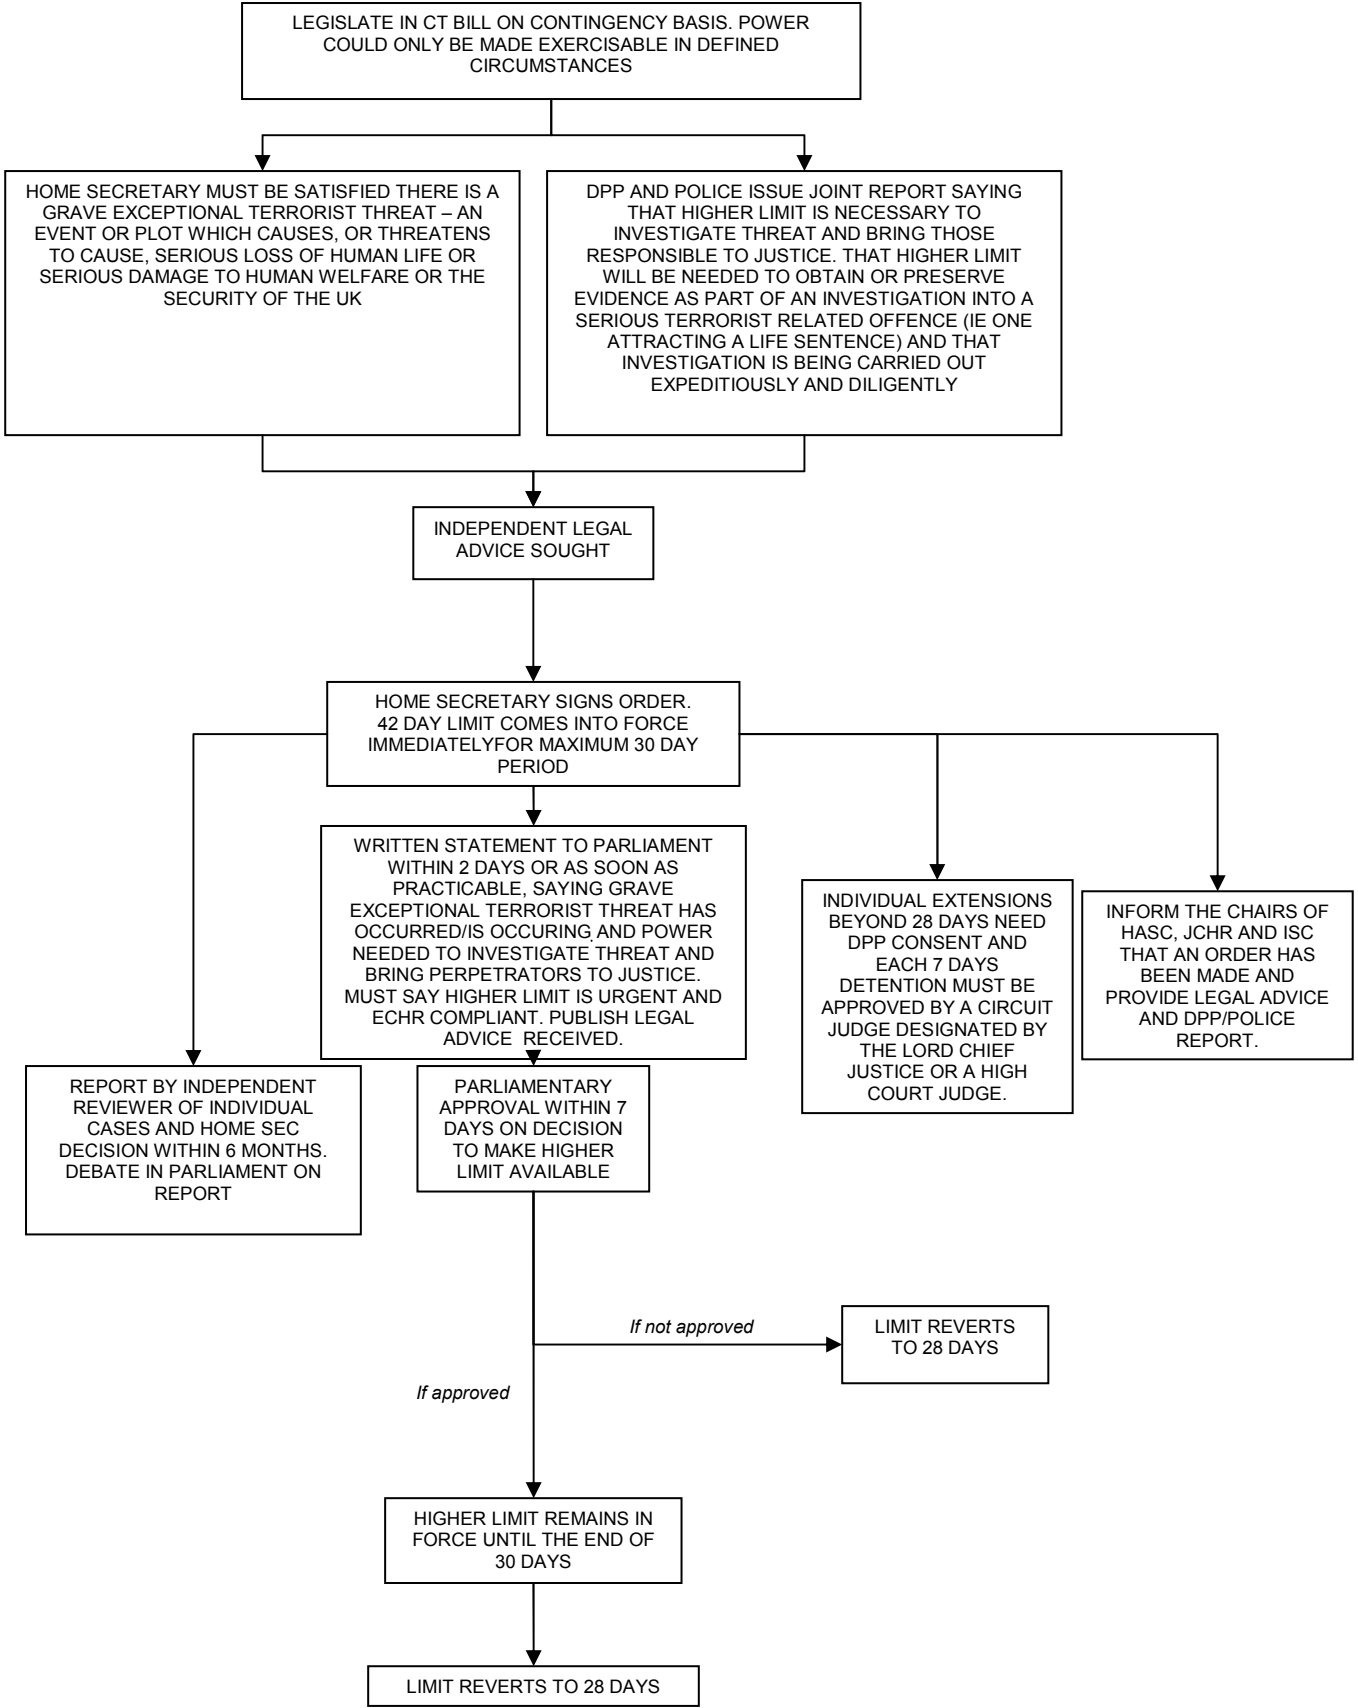 LEGISLATE IN CT BILL ON CONTINGENCY BASIS. POWER
COULD ONLY BE MADE EXERCISABLE IN DEFINED
CIRCUMSTANCES
HOME SECRETARY MUST BE SATISFIED THERE IS A
GRAVE EXCEPTIONAL TERRORIST THREAT – AN
EVENT OR PLOT WHICH CAUSES, OR THREATENS
TO CAUSE, SERIOUS LOSS OF HUMAN LIFE OR
SERIOUS DAMAGE TO HUMAN WELFARE OR THE
SECURITY OF THE UK
DPP AND POLICE ISSUE JOINT REPORT SAYING
THAT HIGHER LIMIT IS NECESSARY TO
INVESTIGATE THREAT AND BRING THOSE
RESPONSIBLE TO JUSTICE. THAT HIGHER LIMIT
WILL BE NEEDED TO OBTAIN OR PRESERVE
EVIDENCE AS PART OF AN INVESTIGATION INTO A
SERIOUS TERRORIST RELATED OFFENCE (IE ONE
ATTRACTING A LIFE SENTENCE) AND THAT
INVESTIGATION IS BEING CARRIED OUT
EXPEDITIOUSLY AND DILIGENTLY
INDEPENDENT LEGAL
ADVICE SOUGHT
HOME SECRETARY SIGNS ORDER.
42 DAY LIMIT COMES INTO FORCE
IMMEDIATELYFOR MAXIMUM 30 DAY
PERIOD
WRITTEN STATEMENT TO PARLIAMENT
WITHIN 2 DAYS OR AS SOON AS
PRACTICABLE, SAYING GRAVE
EXCEPTIONAL TERRORIST THREAT HAS
OCCURRED/IS OCCURING AND POWER
NEEDED TO INVESTIGATE THREAT AND
BRING PERPETRATORS TO JUSTICE.
MUST SAY HIGHER LIMIT IS URGENT AND
ECHR COMPLIANT. PUBLISH LEGAL
ADVICE RECEIVED.
INDIVIDUAL EXTENSIONS
BEYOND 28 DAYS NEED
DPP CONSENT AND
EACH 7 DAYS
DETENTION MUST BE
APPROVED BY A CIRCUIT
JUDGE DESIGNATED BY
THE LORD CHIEF
JUSTICE OR A HIGH
COURT JUDGE.
INFORM THE CHAIRS OF
HASC, JCHR AND ISC
THAT AN ORDER HAS
BEEN MADE AND
PROVIDE LEGAL ADVICE
AND DPP/POLICE
REPORT.
REPORT BY INDEPENDENT
REVIEWER OF INDIVIDUAL
CASES AND HOME SEC
DECISION WITHIN 6 MONTHS.
DEBATE IN PARLIAMENT ON
REPORT
PARLIAMENTARY
APPROVAL WITHIN 7
DAYS ON DECISION
TO MAKE HIGHER
LIMIT AVAILABLE
If not approved
LIMIT REVERTS
TO 28 DAYS
If approved
HIGHER LIMIT REMAINS IN
FORCE UNTIL THE END OF
30 DAYS
LIMIT REVERTS TO 28 DAYS